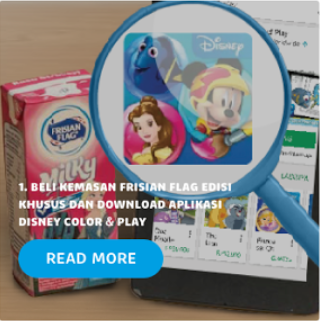 Disney
FRISIAN
FLAG
Milky
1. BELI KEMASAN FRISIAN FLAG EDISI
KHUSUS DAN DOWNLOAD APLIKASI
DISNEY COLOR & PLAY
READ MORE